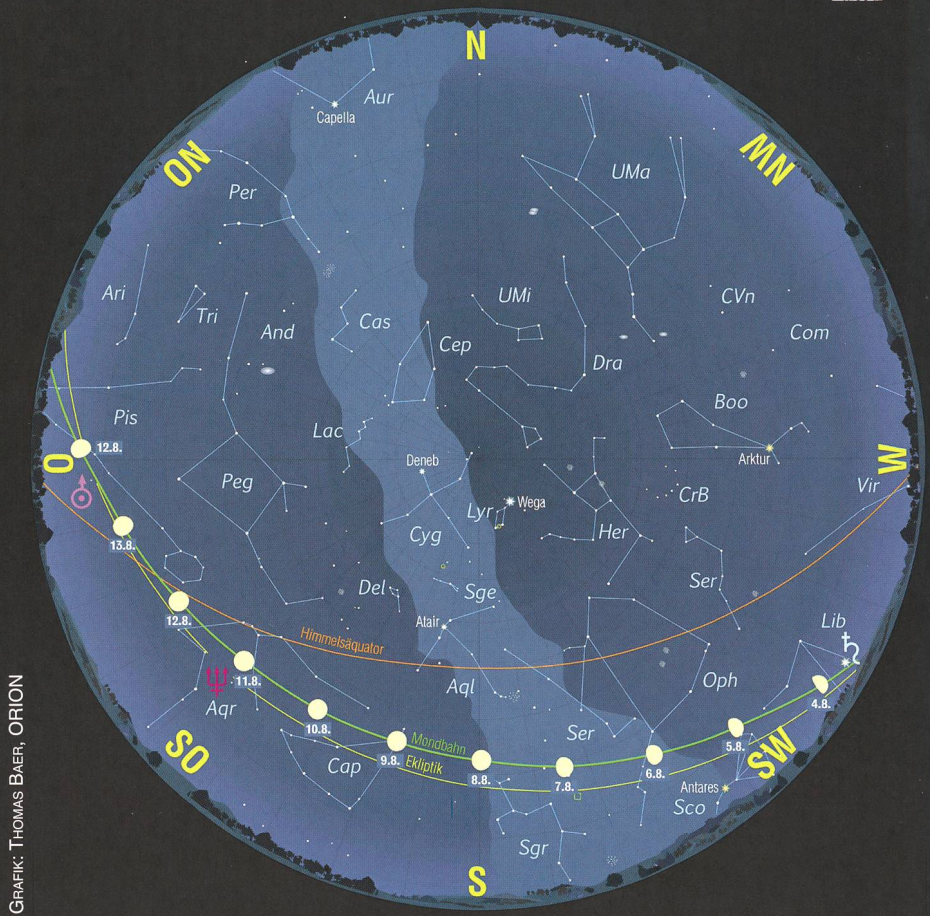 N
Aur
Capella
NO
NW
UMa
Per
Ari
Tri
And
Cas
UMi
CVn
Com
Cep
Dra
Pis
Lac
Boo
Arktur
12.8.
O
W
Deneb
Peg
Lyr
Wega
CrB
Vir
Cyg
Her
13.8.
Del
Sge
Ser
12.8.
Atair
Himmelsäquator
Lib
11.8.
Aqr
Aql
Oph
4.8.
10.8.
Ser
5.8.
SO
Cap
9.8.
Mondbahn
Ekliptik
8.8.
7.8.
6.8.
SW
Antares
Sco
Sgr
S
GRAFIK: THOMAS BAER, ORION